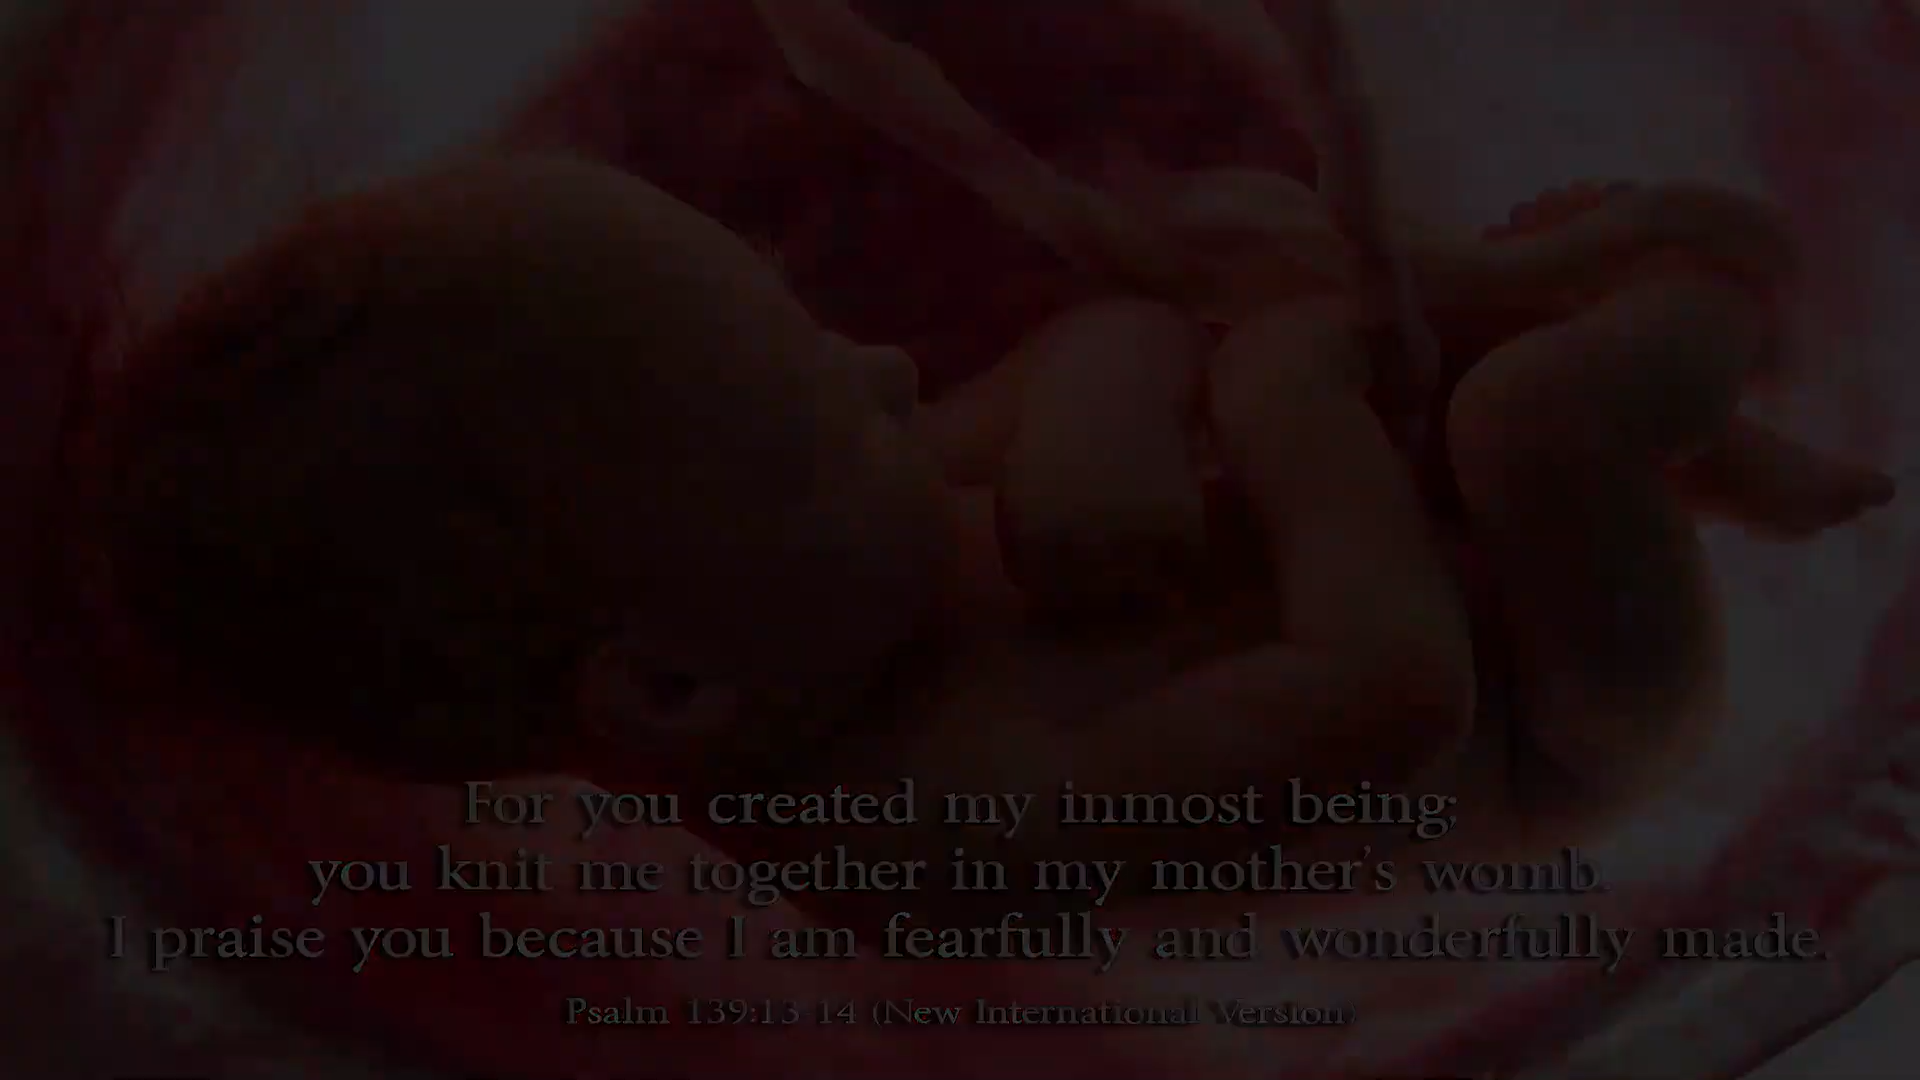 For you created my inmost being;
you knit me together in my mother's womb.
I praise you because I am fearfully and wonderfully made.
Psalm 139:13-14 (New International Version)